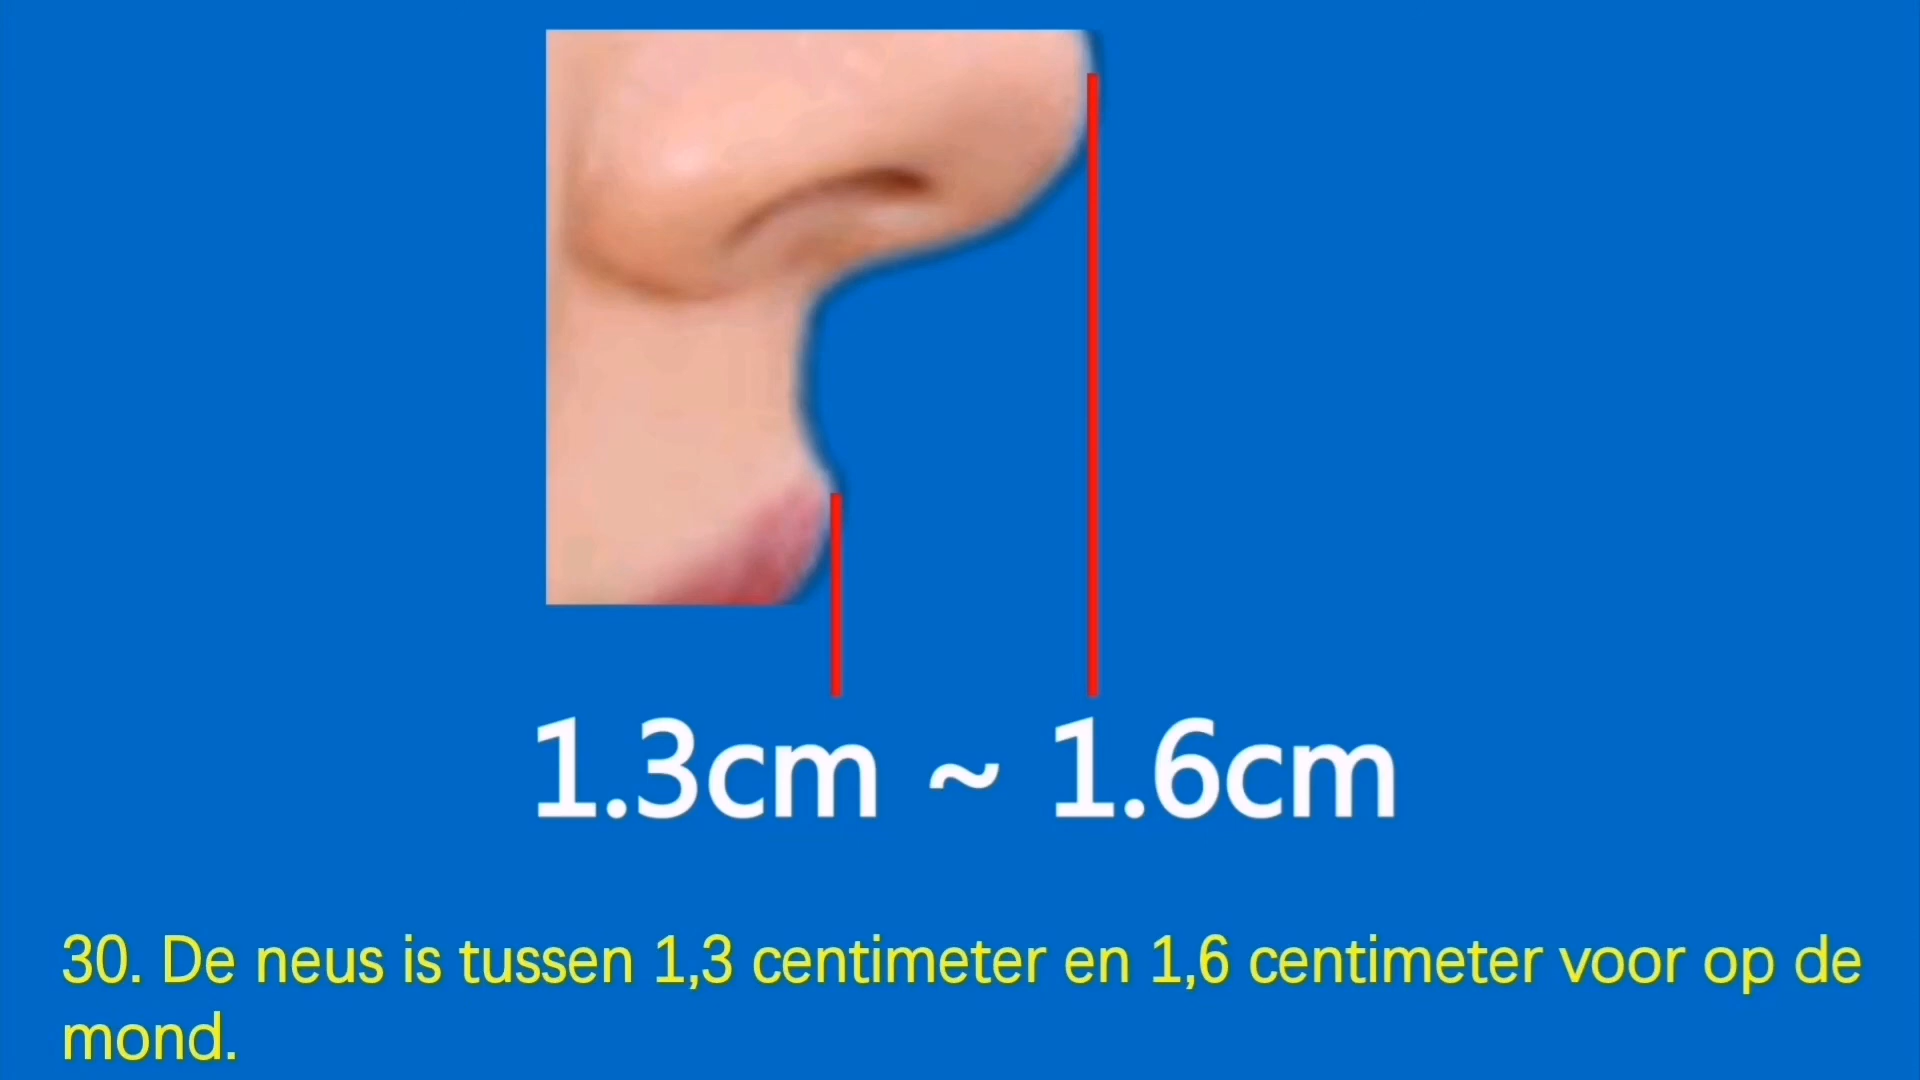 1.3cm ~ 1.6cm
30. De neus is tussen 1,3 centimeter en 1,6 centimeter voor op de
mond.